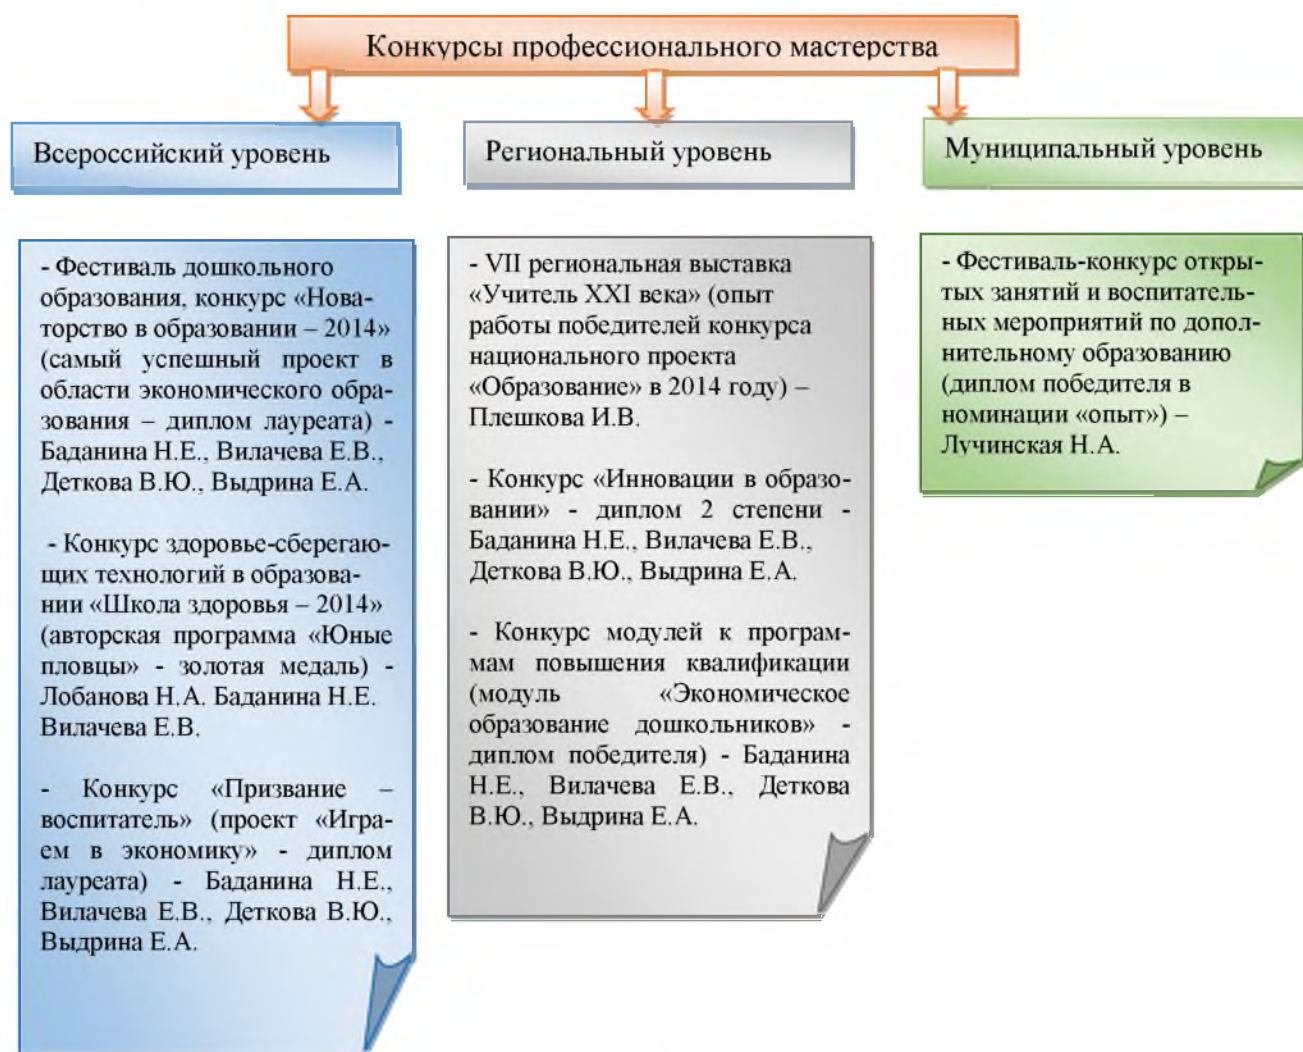 Конкурсы профессионального мастерства
Всероссийский уровень
Региональный уровень
Муниципальный уровень
- Фестиваль дошкольного
образования, конкурс «Нова-
торство в образовании – 2014»
(самый успешный проект в
области экономического обра-
зования – диплом лауреата) -
Баданина Н.Е., Вилачева Е.В.,
Деткова В.Ю., Выдрина Е.А.
- Конкурс здоровье-сберегаю-
щих технологий в образова-
нии «Школа здоровья – 2014»
(авторская программа «Юные
пловцы» - золотая медаль) -
Лобанова Н.А. Баданина Н.Е.
Вилачева Е.В.
- Конкурс «Призвание –
воспитатель» (проект «Игра-
ем в экономику» - диплом
лауреата) - Баданина Н.Е.,
Вилачева Е.В., Деткова В.Ю.,
Выдрина Е.А.
- VII региональная выставка
«Учитель XXI века» (опыт
работы победителей конкурса
национального проекта
«Образование» в 2014 году) –
Плешкова И.В.
- Конкурс «Инновации в образо-
вании» - диплом 2 степени -
Баданина Н.Е., Вилачева Е.В.,
Деткова В.Ю., Выдрина Е.А.
- Конкурс модулей к програм-
мам повышения квалификации
(модуль «Экономическое
образование дошкольников» -
диплом победителя) - Баданина
Н.Е., Вилачева Е.В., Деткова
В.Ю., Выдрина Е.А.
- Фестиваль-конкурс откры-
тых занятий и воспитатель-
ных мероприятий по допол-
нительному образованию
(диплом победителя в
номинации «опыт») –
Лучинская Н.А.